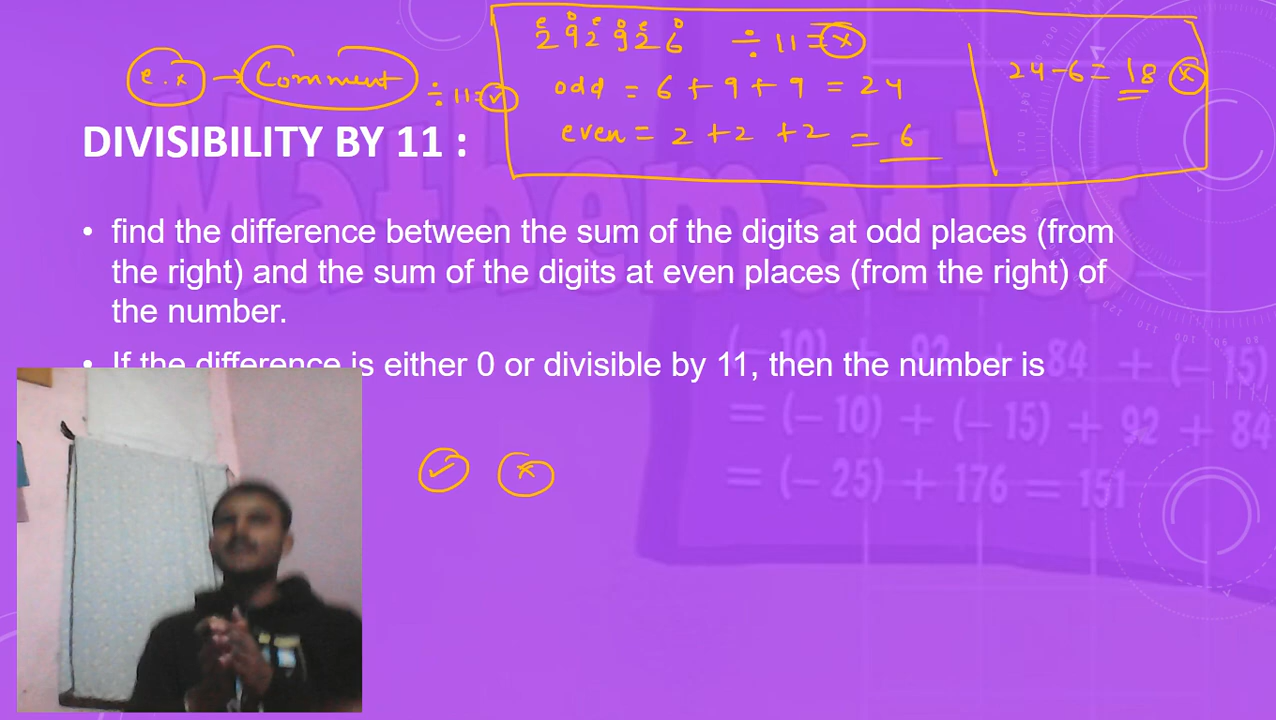 e.x → Comment ÷ 11 = ✓
e o e o e o
292926 ÷ 11 = x
odd = 6 + 9 + 9 = 24
even = 2 + 2 + 2 = 6
24 - 6 = 18 x
DIVISIBILITY BY 11 :
• find the difference between the sum of the digits at odd places (from
the right) and the sum of the digits at even places (from the right) of
the number.
• If the difference is either 0 or divisible by 11, then the number is
✓ x
Mathematics
(– 10) + 92 + 84 + (– 15)
= (– 10) + (– 15) + 92 + 84
= (– 25) + 176 = 151